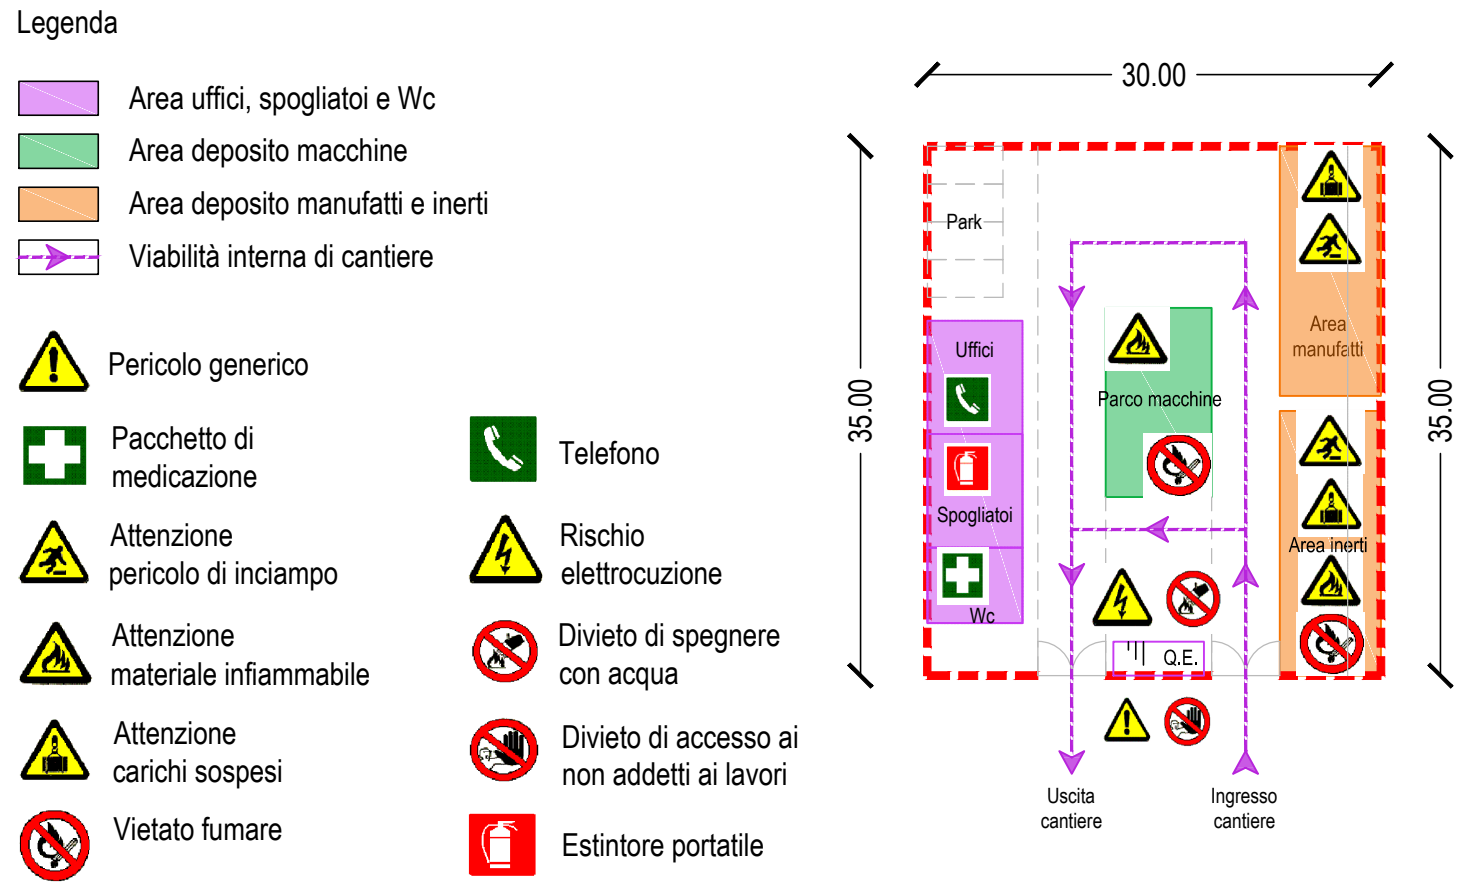 Legenda
Area uffici, spogliatoi e Wc
Area deposito macchine
Area deposito manufatti e inerti
Viabilità interna di cantiere
Pericolo generico
Pacchetto di
medicazione
Attenzione
pericolo di inciampo
Attenzione
materiale infiammabile
Attenzione
carichi sospesi
Vietato fumare
Telefono
Rischio
elettrocuzione
Divieto di spegnere
con acqua
Divieto di accesso ai
non addetti ai lavori
Estintore portatile
30.00
35.00
35.00
Park
Uffici
Spogliatoi
Wc
Parco macchine
Area
manufatti
Area inerti
Q.E.
Uscita
cantiere
Ingresso
cantiere